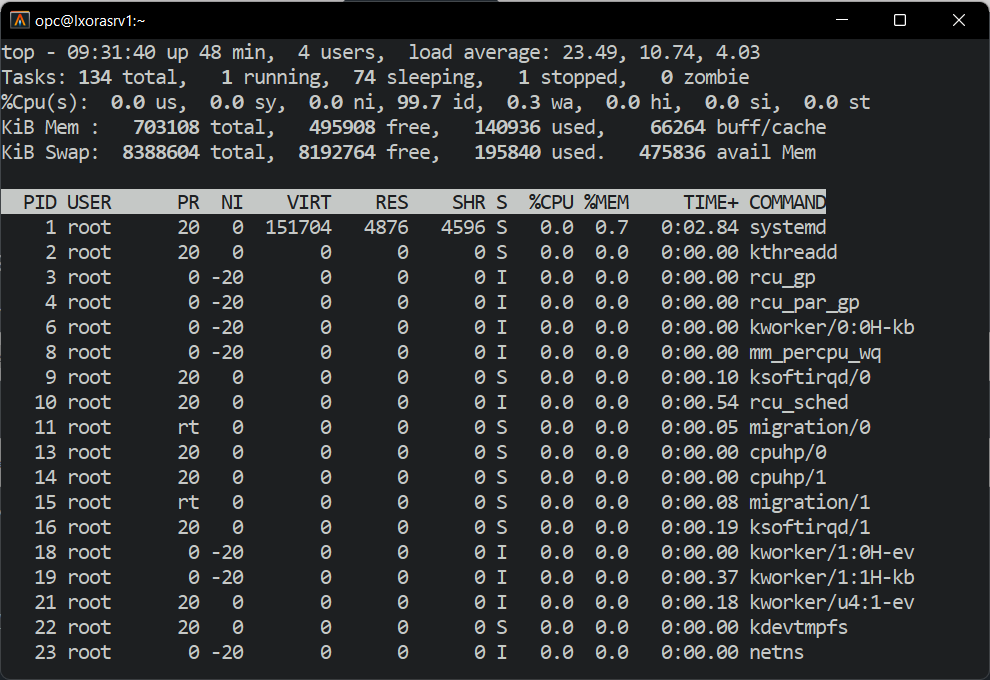 opc@lxorasrv1:~
top - 09:31:40 up 48 min,  4 users,  load average: 23.49, 10.74, 4.03
Tasks: 134 total,   1 running,  74 sleeping,   1 stopped,   0 zombie
%Cpu(s):  0.0 us,  0.0 sy,  0.0 ni, 99.7 id,  0.3 wa,  0.0 hi,  0.0 si,  0.0 st
KiB Mem :   703108 total,   495908 free,   140936 used,    66264 buff/cache
KiB Swap:  8388604 total,  8192764 free,   195840 used.   475836 avail Mem
PID USER      PR  NI    VIRT    RES    SHR S  %CPU %MEM     TIME+ COMMAND
1 root      20   0  151704   4876   4596 S   0.0  0.7   0:02.84 systemd
2 root      20   0       0      0      0 S   0.0  0.0   0:00.00 kthreadd
3 root       0 -20       0      0      0 I   0.0  0.0   0:00.00 rcu_gp
4 root       0 -20       0      0      0 I   0.0  0.0   0:00.00 rcu_par_gp
6 root       0 -20       0      0      0 I   0.0  0.0   0:00.00 kworker/0:0H-kb
8 root       0 -20       0      0      0 I   0.0  0.0   0:00.00 mm_percpu_wq
9 root      20   0       0      0      0 S   0.0  0.0   0:00.10 ksoftirqd/0
10 root      20   0       0      0      0 I   0.0  0.0   0:00.54 rcu_sched
11 root      rt   0       0      0      0 S   0.0  0.0   0:00.05 migration/0
13 root      20   0       0      0      0 S   0.0  0.0   0:00.00 cpuhp/0
14 root      20   0       0      0      0 S   0.0  0.0   0:00.00 cpuhp/1
15 root      rt   0       0      0      0 S   0.0  0.0   0:00.08 migration/1
16 root      20   0       0      0      0 S   0.0  0.0   0:00.19 ksoftirqd/1
18 root       0 -20       0      0      0 I   0.0  0.0   0:00.00 kworker/1:0H-ev
19 root       0 -20       0      0      0 I   0.0  0.0   0:00.37 kworker/1:1H-kb
21 root      20   0       0      0      0 I   0.0  0.0   0:00.18 kworker/u4:1-ev
22 root      20   0       0      0      0 S   0.0  0.0   0:00.00 kdevtmpfs
23 root       0 -20       0      0      0 I   0.0  0.0   0:00.00 netns